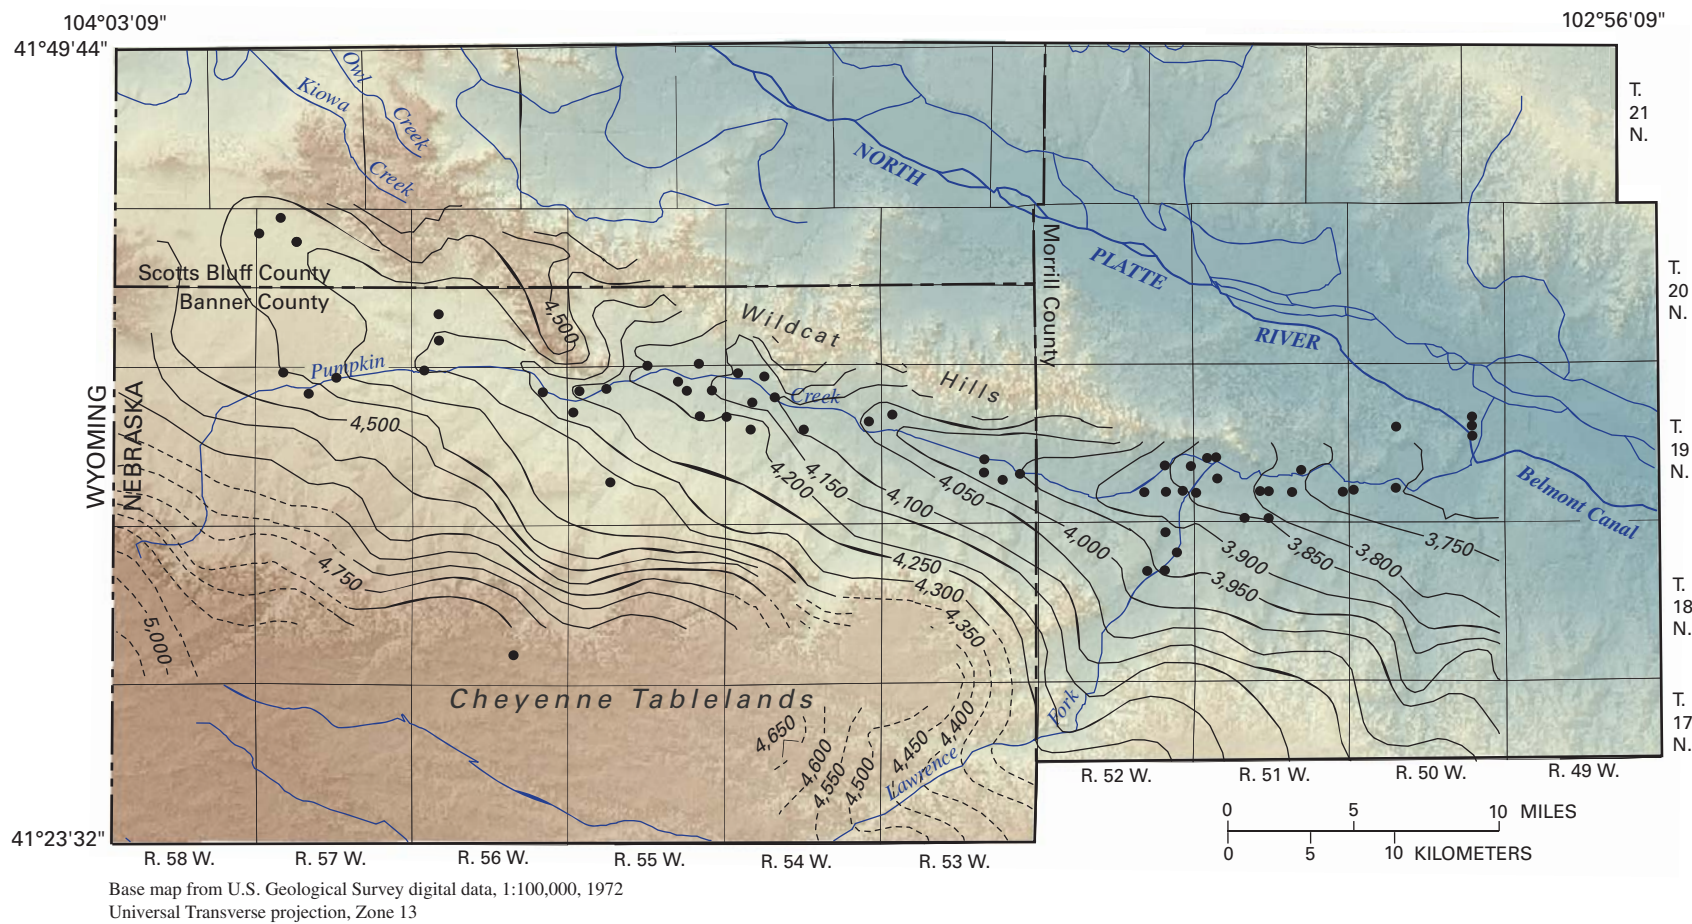 104°03'09"
102°56'09"
41°49'44"
Owl
Creek
Kiowa
Creek
T.
21
N.
NORTH
PLATTE
RIVER
Morrill County
Scotts Bluff County
Banner County
T.
20
N.
4,500
Wildcat
Hills
Pumpkin
Creek
WYOMING
NEBRASKA
4,500
T.
19
N.
Belmont Canal
4,200
4,150
4,100
4,050
4,000
3,950
3,900
3,850
3,800
3,750
4,250
4,300
4,350
4,750
5,000
T.
18
N.
Cheyenne Tablelands
4,650
4,600
4,550
4,500
4,450
4,400
Lawrence
Fork
T.
17
N.
R. 52 W.
R. 51 W.
R. 50 W.
R. 49 W.
0
5
10 MILES
0
5
10 KILOMETERS
41°23'32"
R. 58 W.
R. 57 W.
R. 56 W.
R. 55 W.
R. 54 W.
R. 53 W.
Base map from U.S. Geological Survey digital data, 1:100,000, 1972
Universal Transverse projection, Zone 13